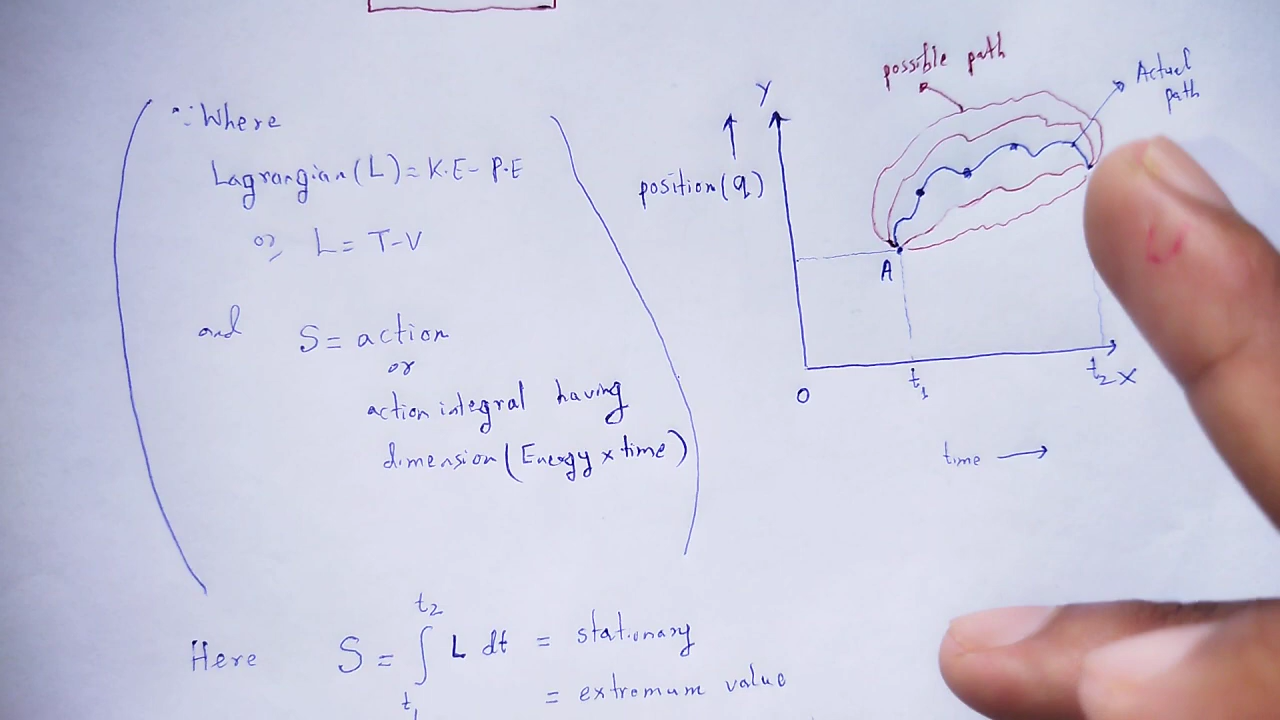 ∵ Where
Lagrangian (L) = K.E - P.E
or, L = T-V
and S = action
or
action integral having
dimension (Energy × time)
Here S = ∫ L dt = stationary
t2
t1
= extremum value
possible path
Actual
path
Y
position (q)
A
O
t1
t2 X
time →